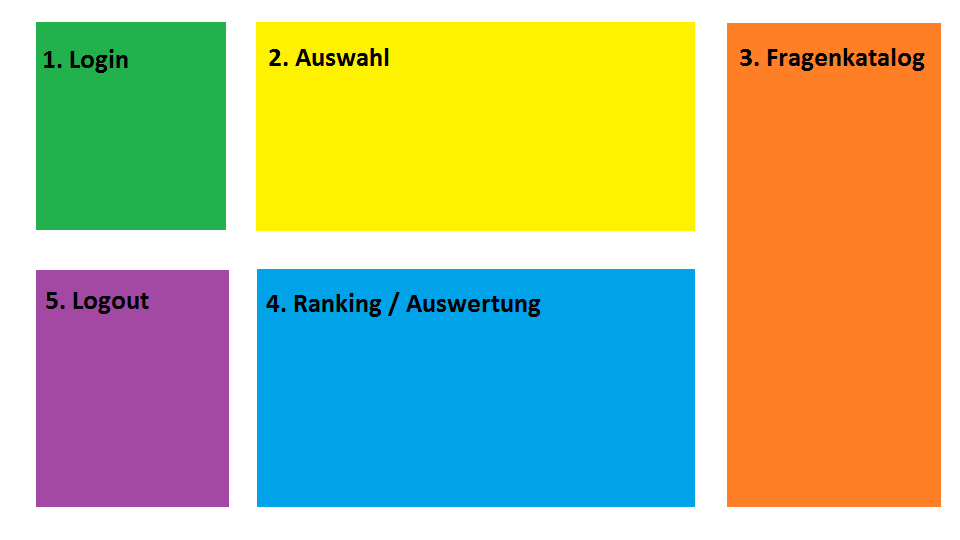 1. Login
2. Auswahl
3. Fragenkatalog
5. Logout
4. Ranking / Auswertung